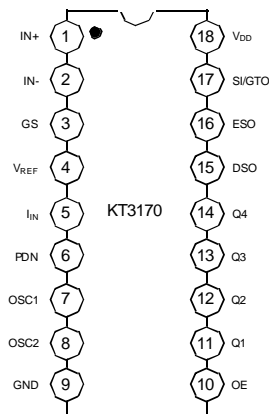 IN+ 1 18 VDD
IN- 2 17 SI/GTO
GS 3 16 ESO
VREF 4 15 DSO
IIN 5 KT3170 14 Q4
PDN 6 13 Q3
OSC1 7 12 Q2
OSC2 8 11 Q1
GND 9 10 OE